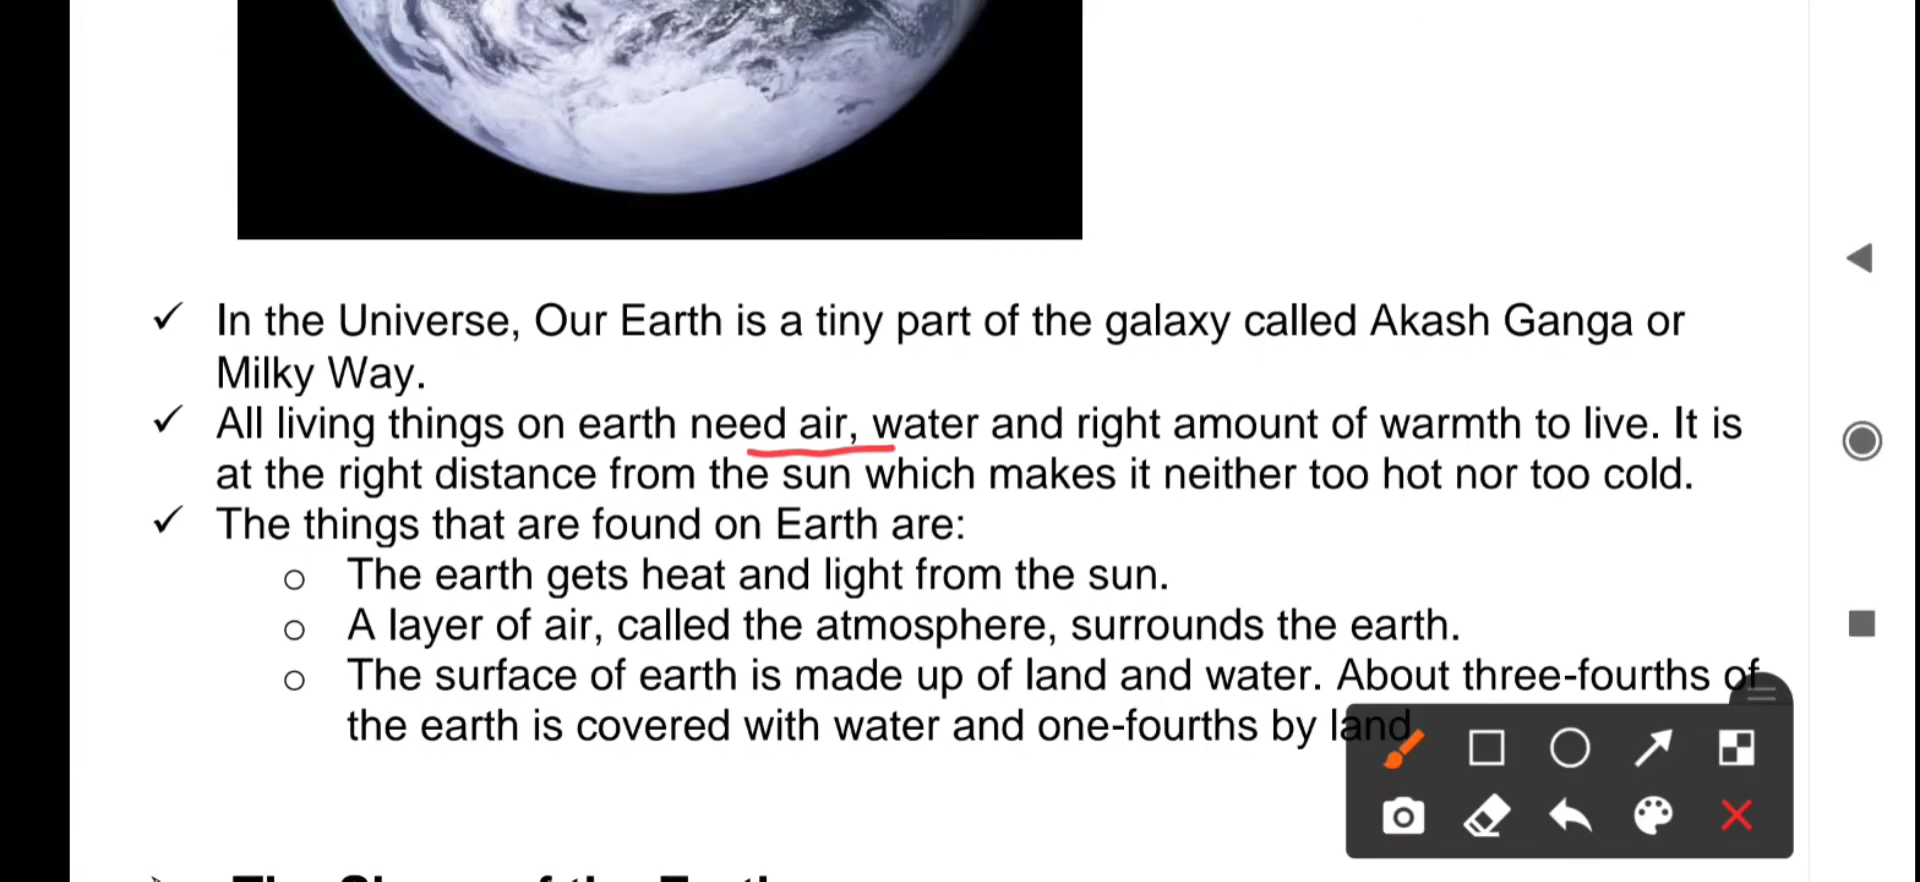 ✓ In the Universe, Our Earth is a tiny part of the galaxy called Akash Ganga or
Milky Way.
✓ All living things on earth need air, water and right amount of warmth to live. It is
at the right distance from the sun which makes it neither too hot nor too cold.
✓ The things that are found on Earth are:
o The earth gets heat and light from the sun.
o A layer of air, called the atmosphere, surrounds the earth.
o The surface of earth is made up of land and water. About three-fourths of
the earth is covered with water and one-fourths by land